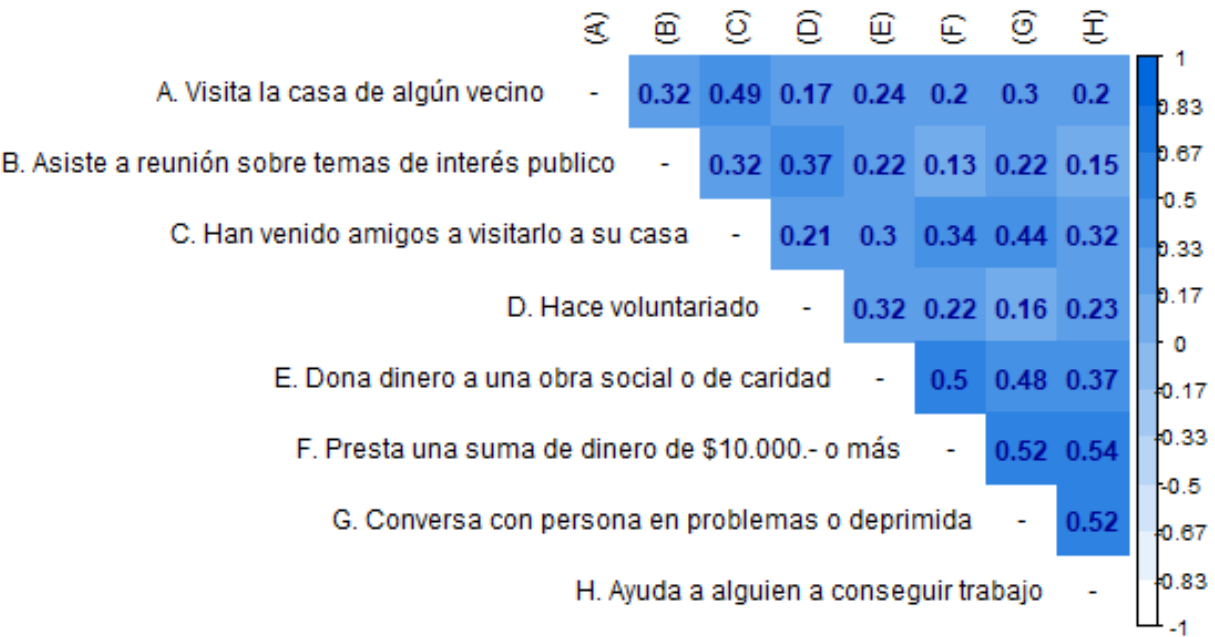 (A) (B) (C) (D) (E) (F) (G) (H)
A. Visita la casa de algún vecino - 0.32 0.49 0.17 0.24 0.2 0.3 0.2
B. Asiste a reunión sobre temas de interés publico - 0.32 0.37 0.22 0.13 0.22 0.15
C. Han venido amigos a visitarlo a su casa - 0.21 0.3 0.34 0.44 0.32
D. Hace voluntariado - 0.32 0.22 0.16 0.23
E. Dona dinero a una obra social o de caridad - 0.5 0.48 0.37
F. Presta una suma de dinero de $10.000.- o más - 0.52 0.54
G. Conversa con persona en problemas o deprimida - 0.52
H. Ayuda a alguien a conseguir trabajo -
1
0.83
0.67
0.5
0.33
0.17
0
-0.17
-0.33
-0.5
-0.67
-0.83
-1